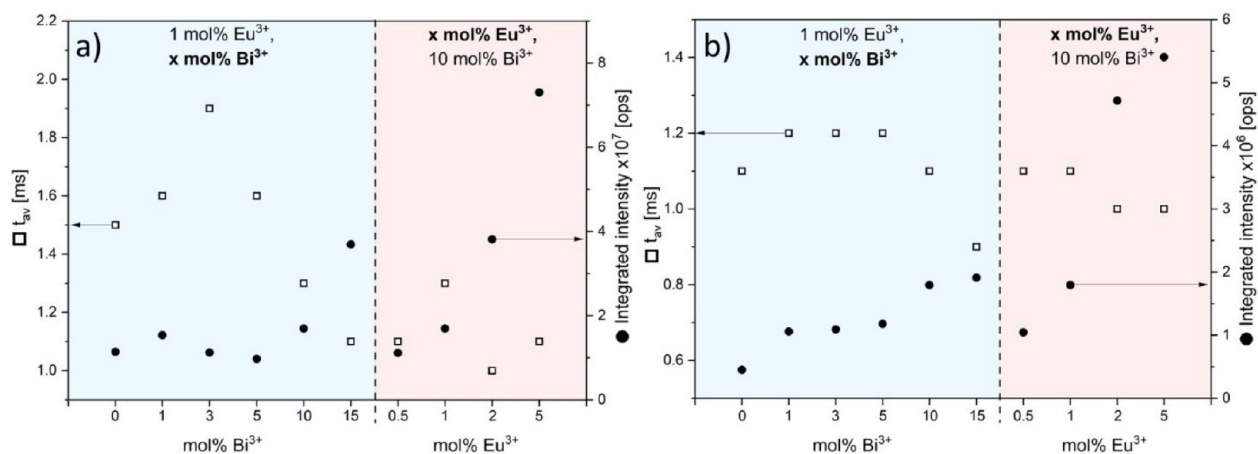 a)
1 mol% Eu³⁺,
x mol% Bi³⁺
x mol% Eu³⁺,
10 mol% Bi³⁺
2.2
2.0
1.8
1.6
1.4
1.2
1.0
□ t_av [ms]
8
6
4
2
0
● Integrated intensity x10⁷ [ops]
0 1 3 5 10 15 0.5 1 2 5
mol% Bi³⁺ mol% Eu³⁺
b)
1 mol% Eu³⁺,
x mol% Bi³⁺
x mol% Eu³⁺,
10 mol% Bi³⁺
1.4
1.2
1.0
0.8
0.6
□ t_av [ms]
6
5
4
3
2
1
0
● Integrated intensity x10⁶ [ops]
0 1 3 5 10 15 0.5 1 2 5
mol% Bi³⁺ mol% Eu³⁺